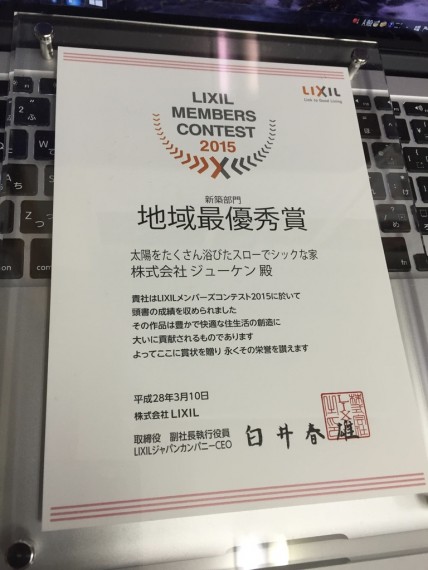 LIXIL
Link to Good Living
LIXIL
MEMBERS
CONTEST
2015
新築部門
地域最優秀賞
太陽をたくさん浴びたスローでシックな家
株式会社 ジューケン 殿
貴社はLIXILメンバーズコンテスト2015に於いて
頭書の成績を収められました
その作品は豊かで快適な住生活の創造に
大いに貢献されるものであります
よってここに賞状を贈り 永くその栄誉を讃えます
平成28年3月10日
株式会社 LIXIL
取締役 副社長執行役員
LIXILジャパンカンパニーCEO
白井春雄